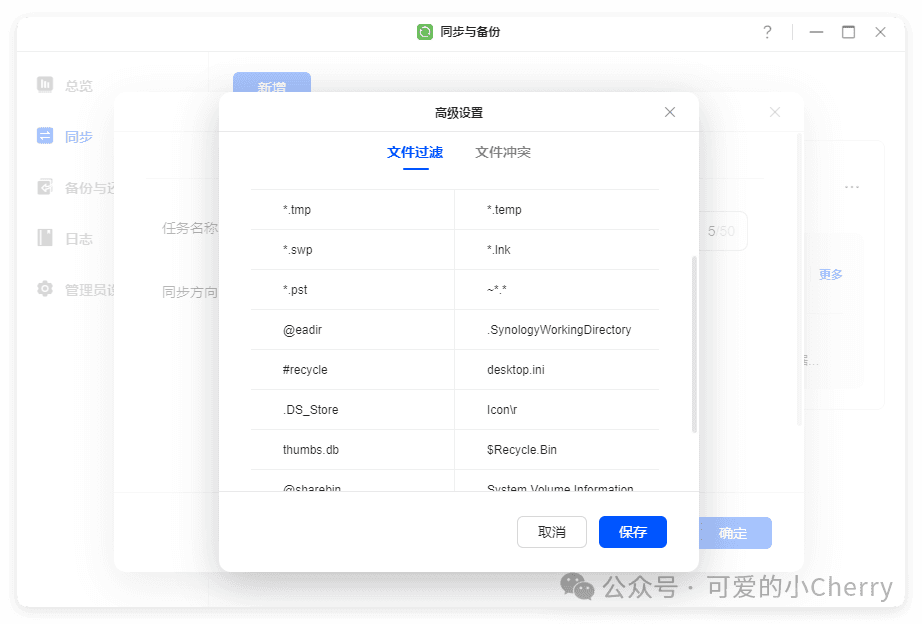 同步与备份
总览
新增
高级设置
同步
文件过滤 文件冲突
备份与还
*.tmp *.temp
任务名称
5/50
日志
*.swp *.lnk
更多
管理员设
同步方向
*.pst ~*.*
@eadir .SynologyWorkingDirectory
#recycle desktop.ini
.DS_Store Icon\r
thumbs.db $Recycle.Bin
@sharebin System Volume Information
取消 保存 确定
公众号 · 可爱的小Cherry